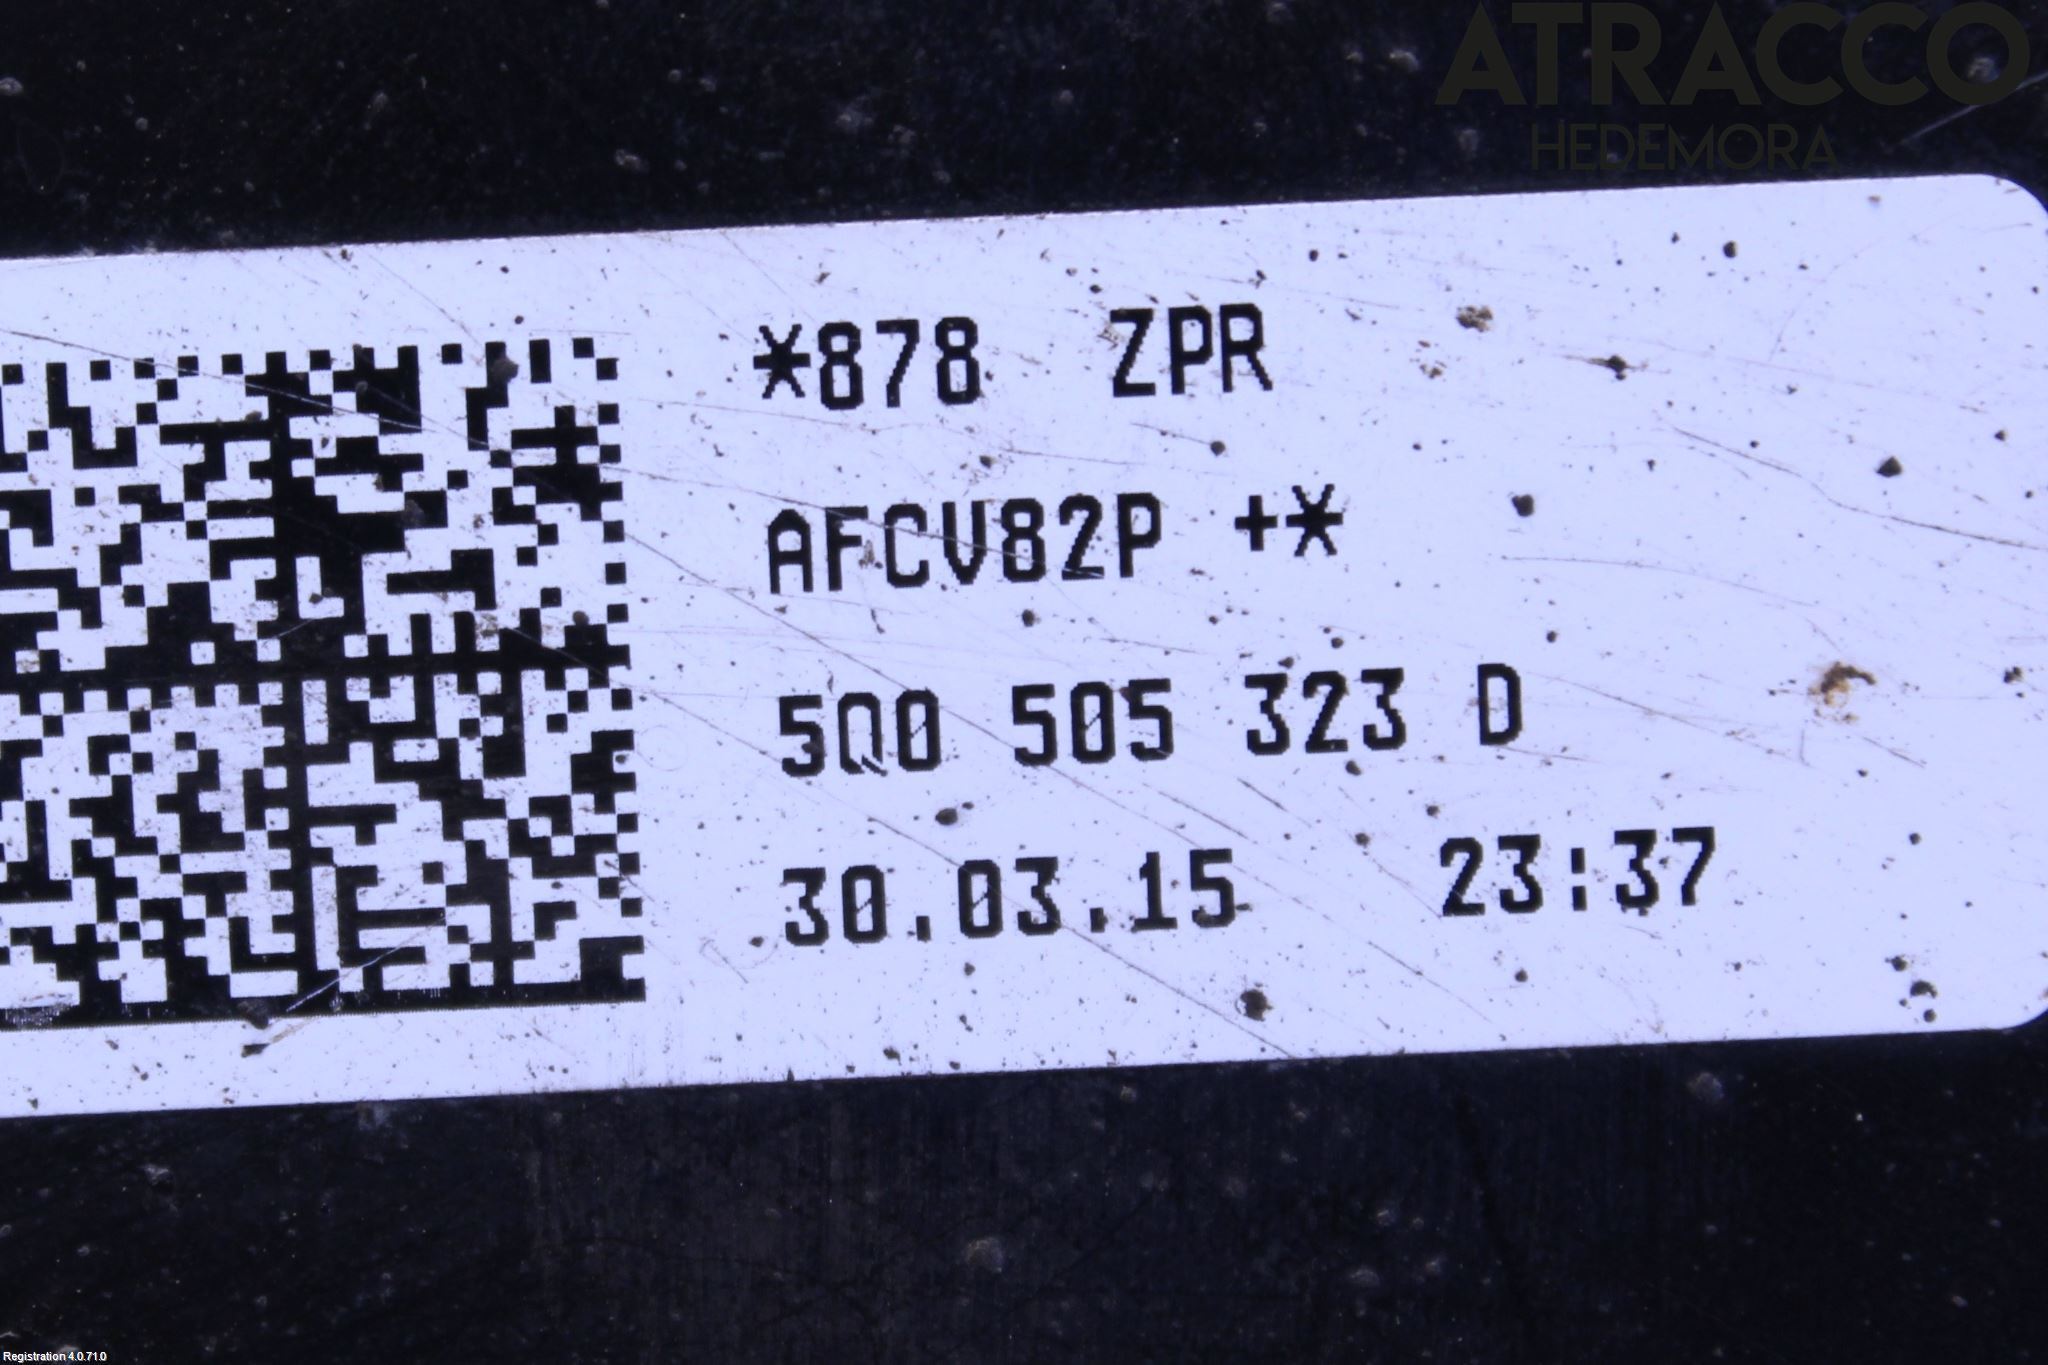 ATRACCO
HEDEMORA
*878 ZPR
AFCV82P +*
5Q0 505 323 D
30.03.15 23:37
Registration 4.0.71.0